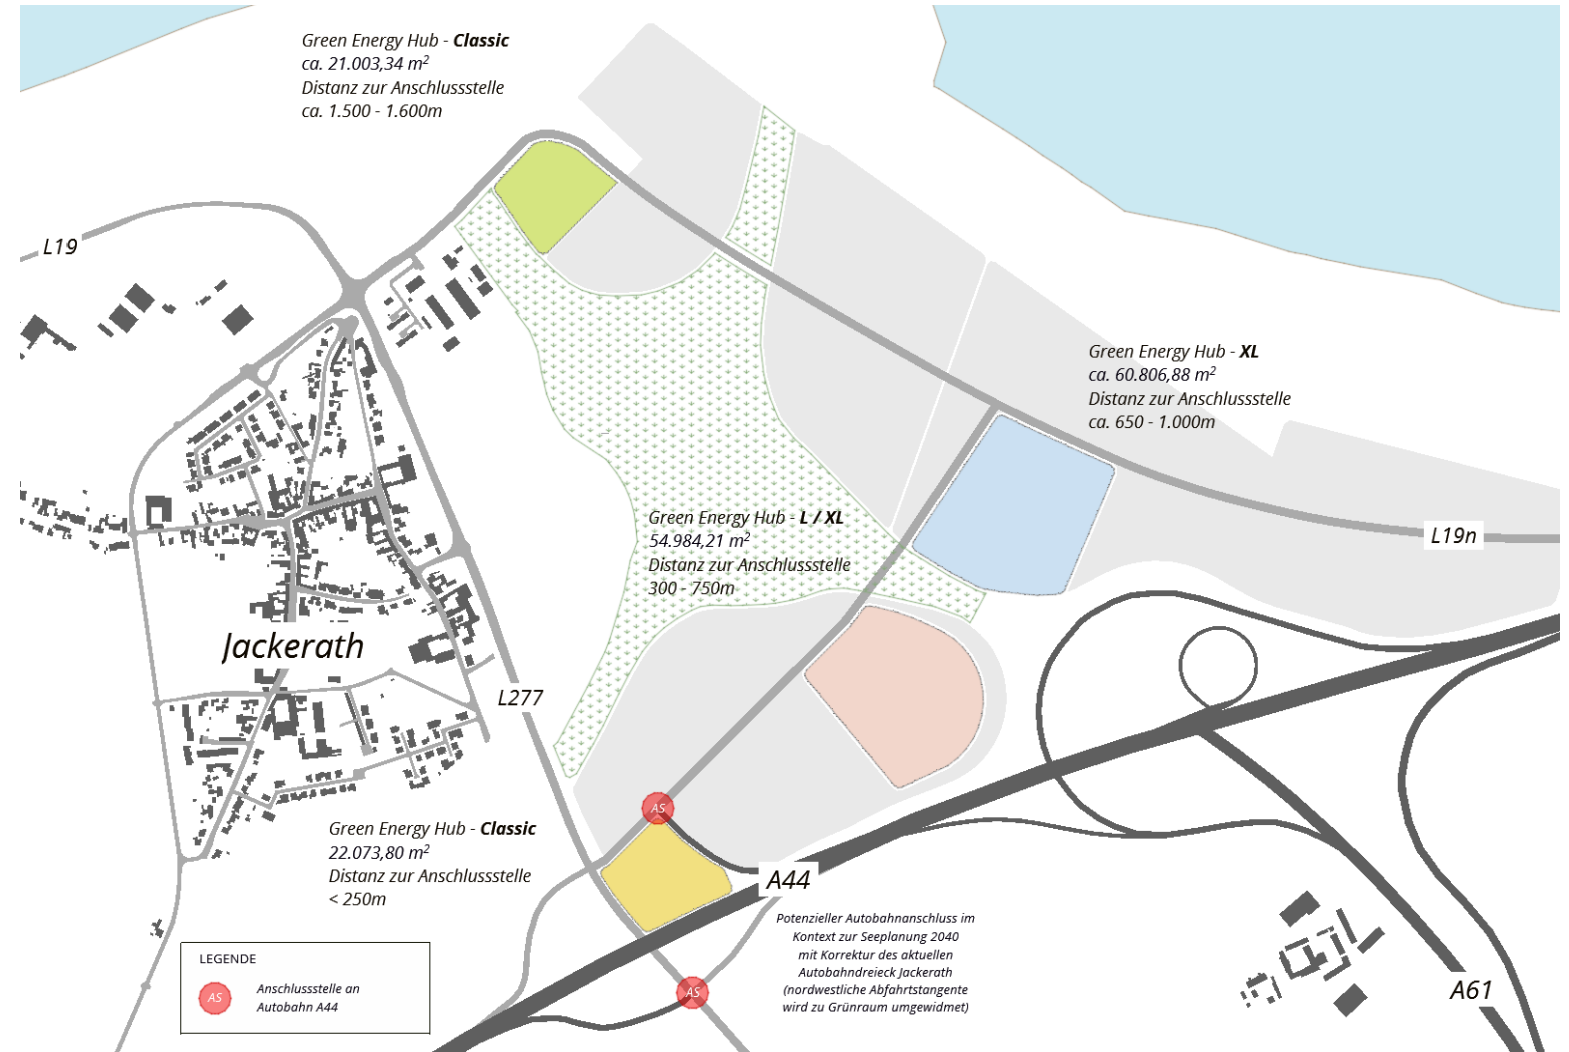 Green Energy Hub - Classic
ca. 21.003,34 m²
Distanz zur Anschlussstelle
ca. 1.500 - 1.600m
L19
Green Energy Hub - XL
ca. 60.806,88 m²
Distanz zur Anschlussstelle
ca. 650 - 1.000m
Green Energy Hub - L / XL
54.984,21 m²
Distanz zur Anschlussstelle
300 - 750m
L19n
Jackerath
L277
AS
Green Energy Hub - Classic
22.073,80 m²
Distanz zur Anschlussstelle
< 250m
A44
Potenzieller Autobahnanschluss im
Kontext zur Seeplanung 2040
mit Korrektur des aktuellen
Autobahndreieck Jackerath
(nordwestliche Abfahrtstangente
wird zu Grünraum umgewidmet)
LEGENDE
AS
Anschlussstelle an
Autobahn A44
AS
A61